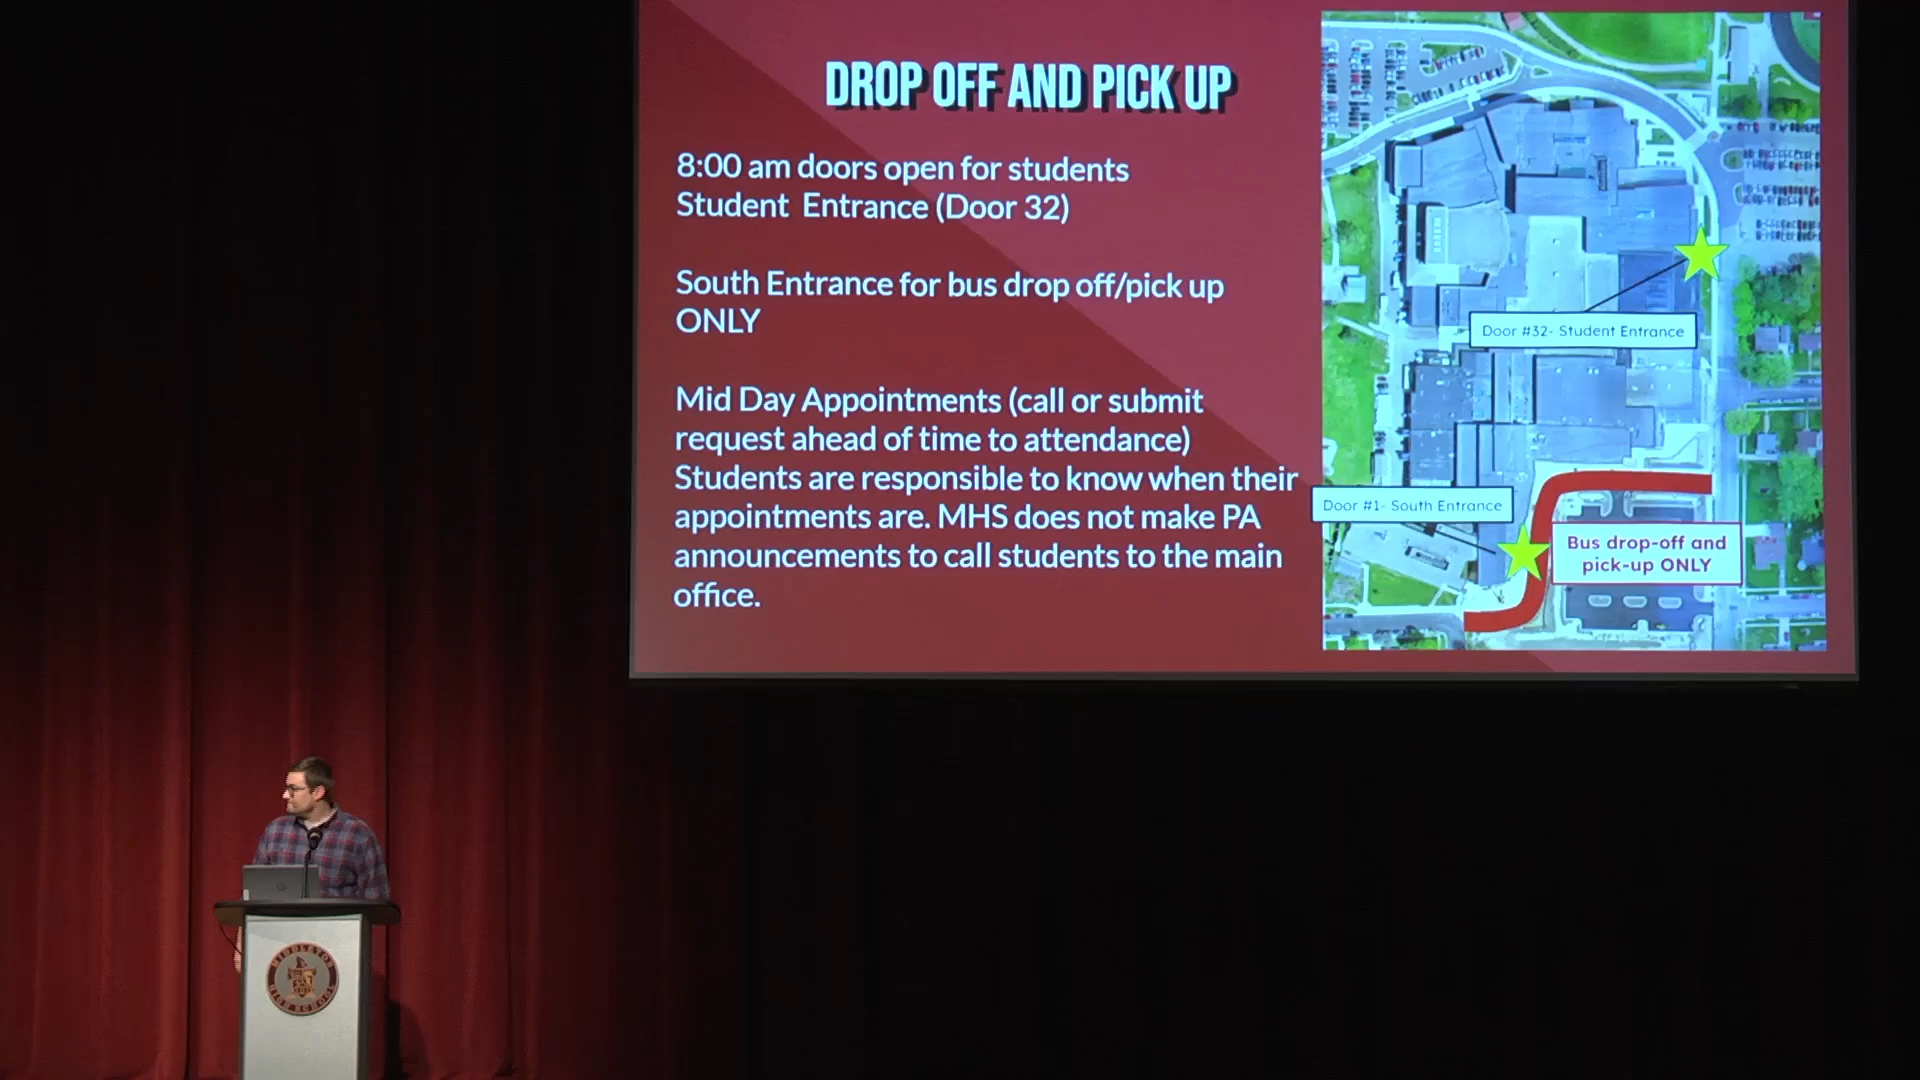 DROP OFF AND PICK UP
8:00 am doors open for students
Student Entrance (Door 32)
South Entrance for bus drop off/pick up
ONLY
Mid Day Appointments (call or submit
request ahead of time to attendance)
Students are responsible to know when their
appointments are. MHS does not make PA
announcements to call students to the main
office.
Door #32- Student Entrance
Door #1- South Entrance
Bus drop-off and
pick-up ONLY
MIDDLETON
HIGH SCHOOL